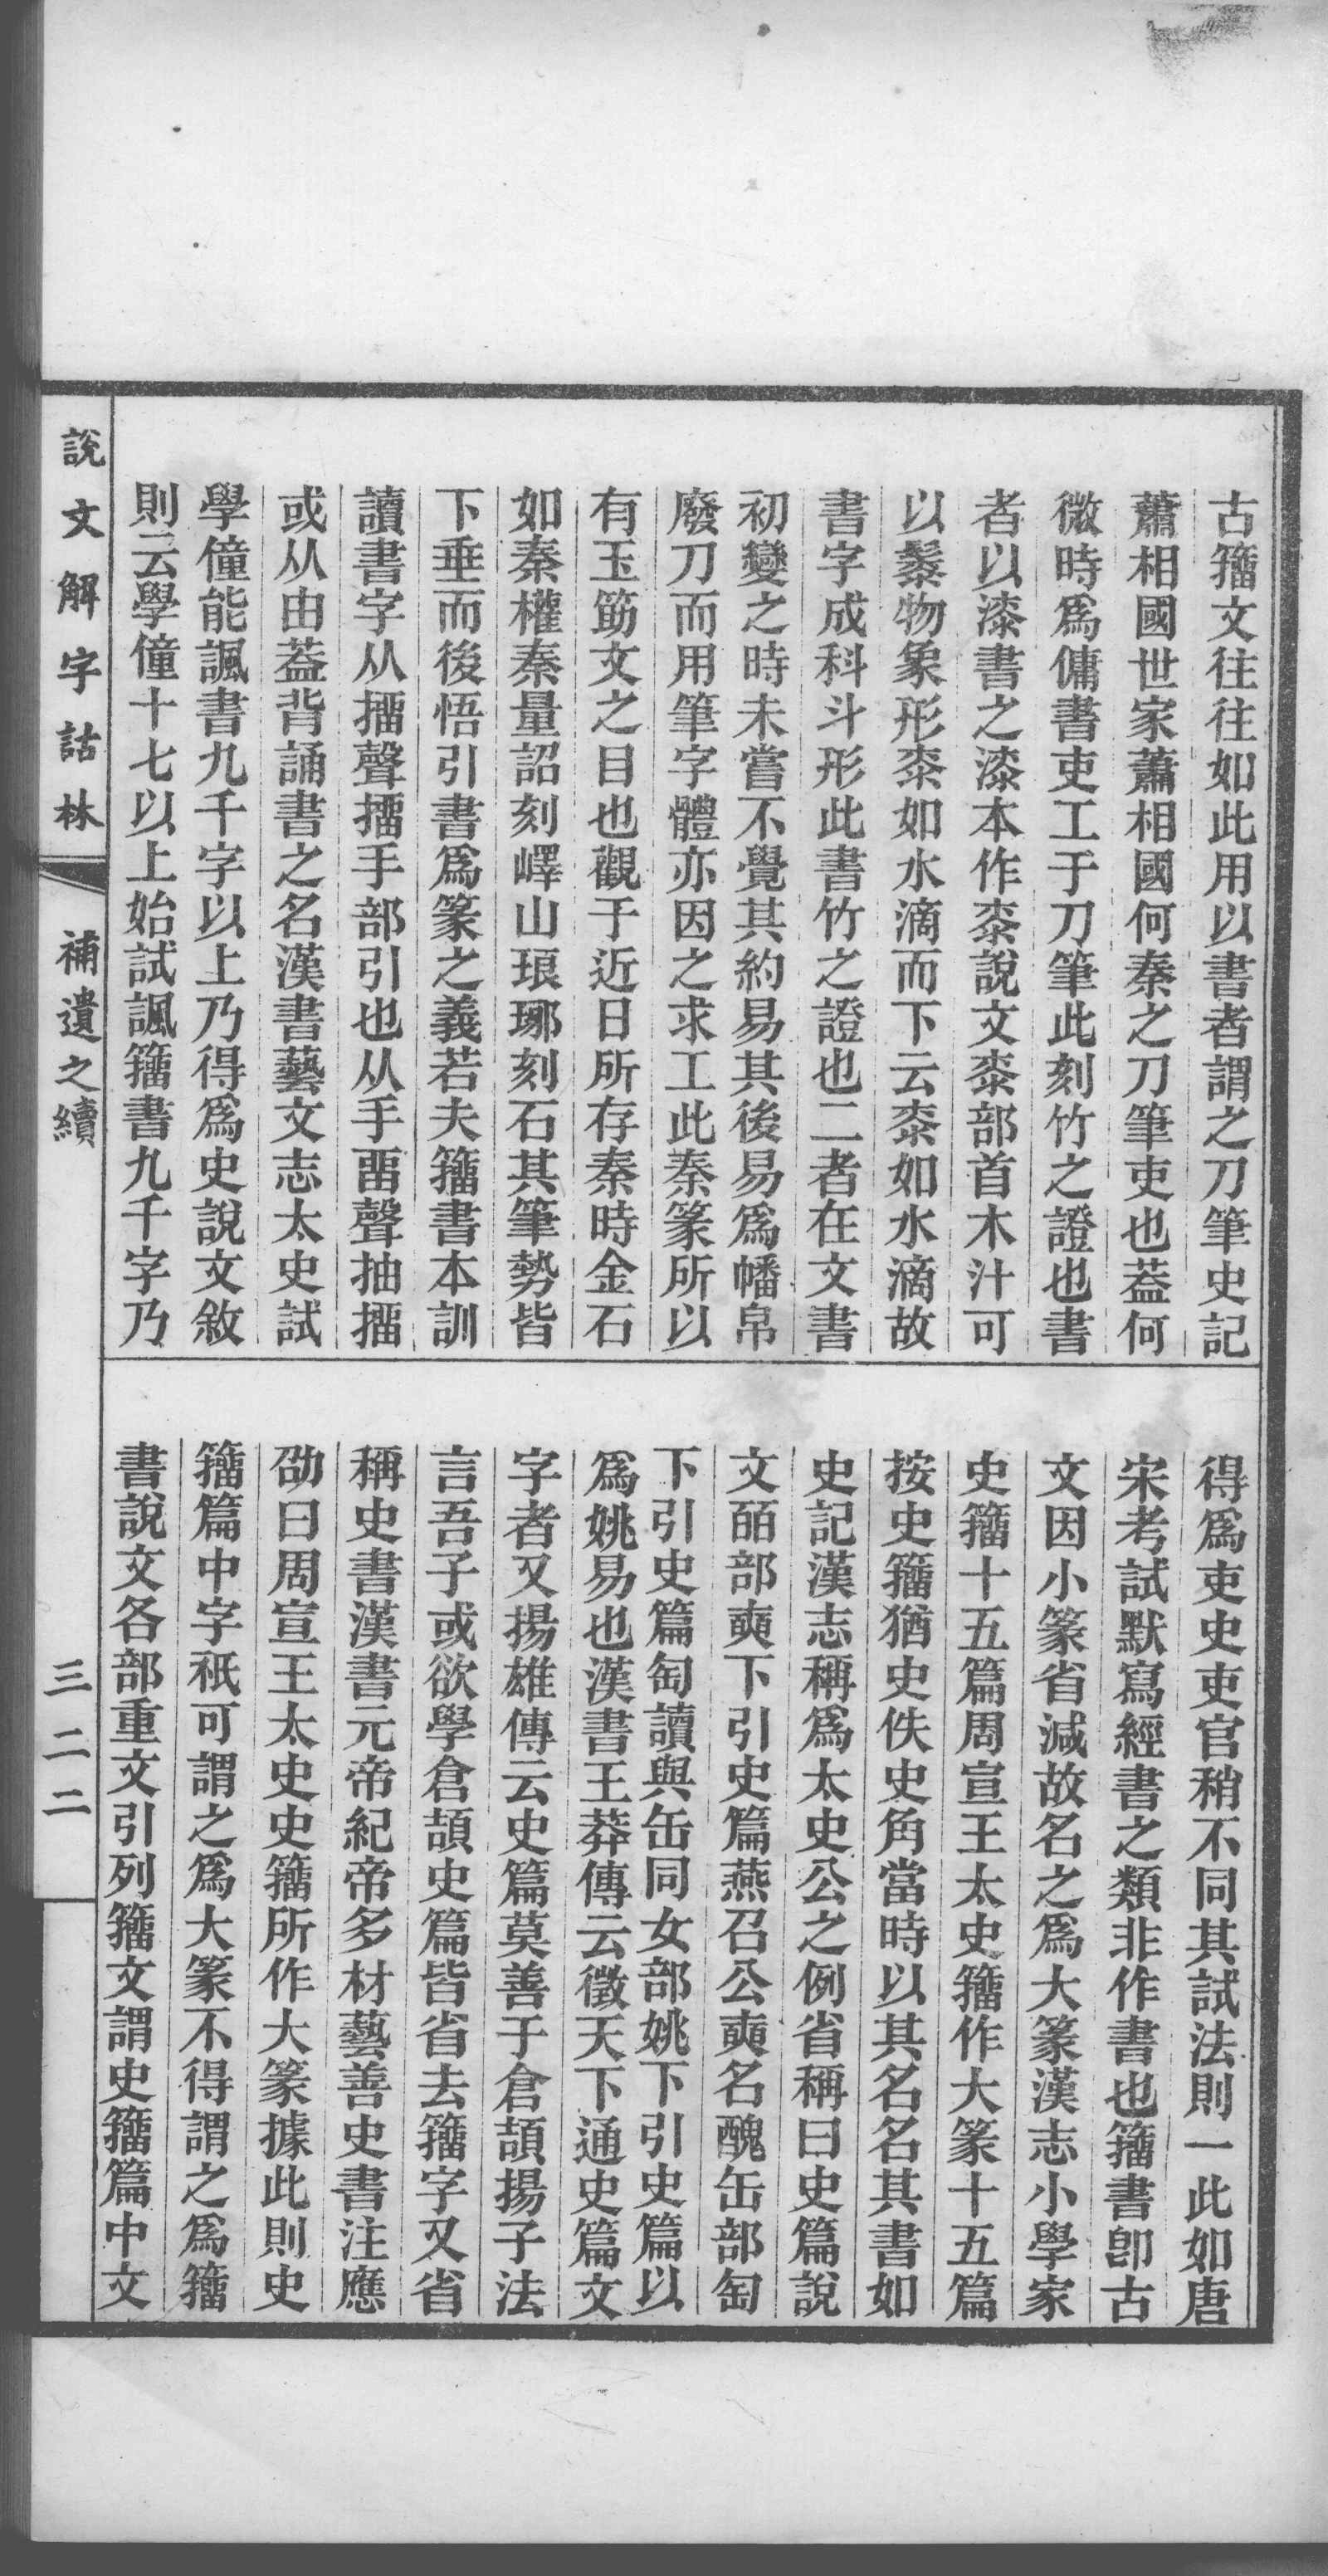 古籒文往往如此用以書者謂之刀筆史記
蕭相國世家蕭相國何秦之刀筆吏也葢何
微時爲傭書吏工于刀筆此刻竹之證也書
者以漆書之漆本作桼說文桼部首木汁可
以髹物象形桼如水滴而下云桼如水滴故
書字成科斗形此書竹之證也二者在文書
初變之時未嘗不覺其約易其後易爲幡帛
廢刀而用筆字體亦因之求工此秦篆所以
有玉筯文之目也觀于近日所存秦時金石
如秦權秦量詔刻嶧山琅琊刻石其筆勢皆
下垂而後悟引書爲篆之義若夫籒書本訓
讀書字从㨨聲㨨手部引也从手畱聲抽㨨
或从由葢背誦書之名漢書藝文志太史試
學僮能諷書九千字以上乃得爲史說文敘
則云學僮十七以上始試諷籒書九千字乃
得爲吏史吏官稍不同其試法則一此如唐
宋考試默寫經書之類非作書也籒書卽古
文因小篆省減故名之爲大篆漢志小學家
史籒十五篇周宣王太史籒作大篆十五篇
按史籒猶史佚史角當時以其名名其書如
史記漢志稱爲太史公之例省稱曰史篇說
文皕部奭下引史篇燕召公奭名醜缶部匋
下引史篇匋讀與缶同女部姚下引史篇以
爲姚易也漢書王莽傳云徵天下通史篇文
字者又揚雄傳云史篇莫善于倉頡揚子法
言吾子或欲學倉頡史篇皆省去籒字又省
稱史書漢書元帝紀帝多材藝善史書注應
劭曰周宣王太史史籒所作大篆據此則史
籒篇中字祇可謂之爲大篆不得謂之爲籒
書說文各部重文引列籒文謂史籒篇中文
說文解字詁林
補遺之續
三二二